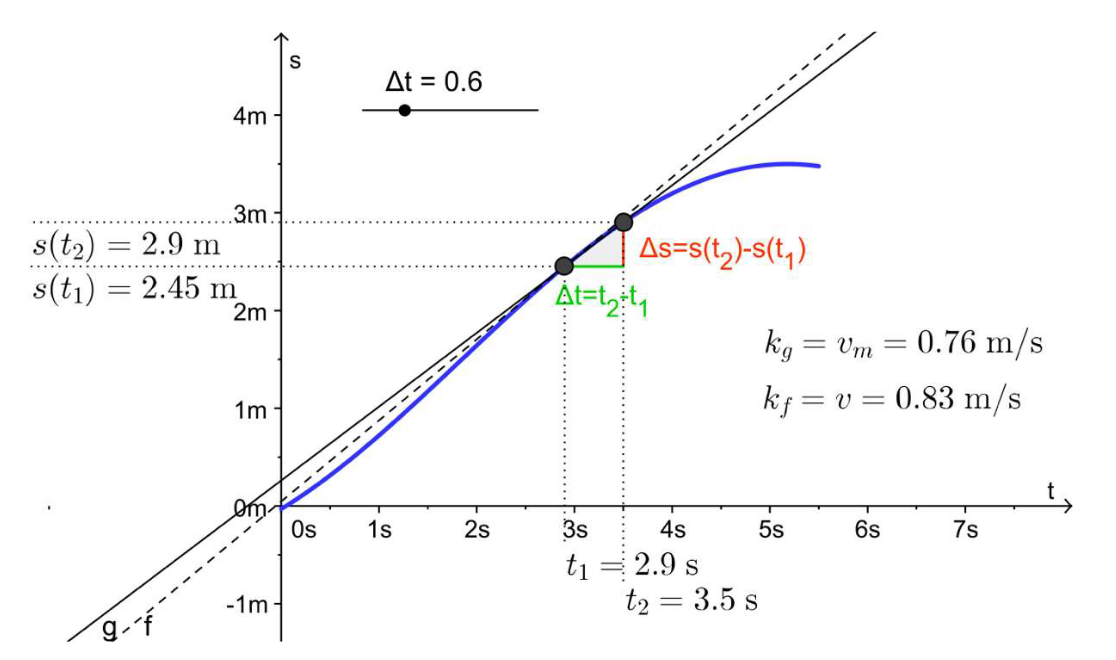 s
Δt = 0.6
4m
3m
s(t₂) = 2.9 m
Δs=s(t₂)-s(t₁)
s(t₁) = 2.45 m
Δt=t₂-t₁
2m
k_g = v_m = 0.76 m/s
k_f = v = 0.83 m/s
1m
t
0m
0s 1s 2s 3s 4s 5s 6s 7s
t₁ = 2.9 s
t₂ = 3.5 s
-1m
g f